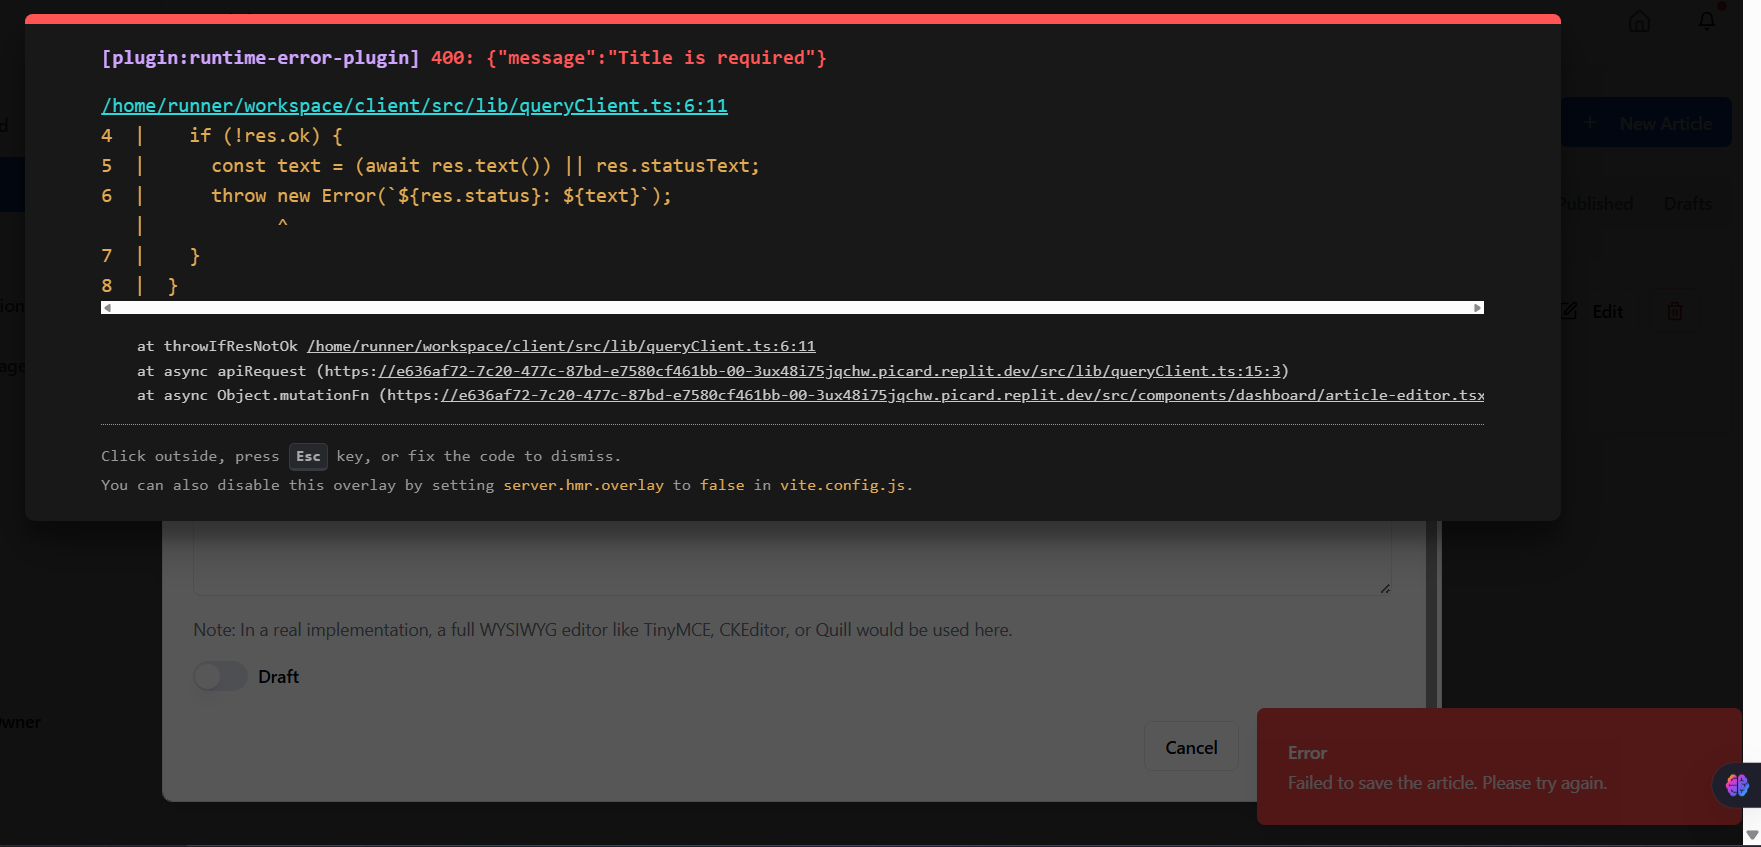 [plugin:runtime-error-plugin] 400: {"message":"Title is required"}
/home/runner/workspace/client/src/lib/queryClient.ts:6:11
4  |    if (!res.ok) {
5  |      const text = (await res.text()) || res.statusText;
6  |      throw new Error(`${res.status}: ${text}`);
   |            ^
7  |    }
8  |  }
at throwIfResNotOk /home/runner/workspace/client/src/lib/queryClient.ts:6:11
at async apiRequest (https://e636af72-7c20-477c-87bd-e7580cf461bb-00-3ux48i75jqchw.picard.replit.dev/src/lib/queryClient.ts:15:3)
at async Object.mutationFn (https://e636af72-7c20-477c-87bd-e7580cf461bb-00-3ux48i75jqchw.picard.replit.dev/src/components/dashboard/article-editor.tsx
Click outside, press Esc key, or fix the code to dismiss.
You can also disable this overlay by setting server.hmr.overlay to false in vite.config.js.
+ New Article
Published Drafts
Edit
Note: In a real implementation, a full WYSIWYG editor like TinyMCE, CKEditor, or Quill would be used here.
Draft
Cancel
Error
Failed to save the article. Please try again.